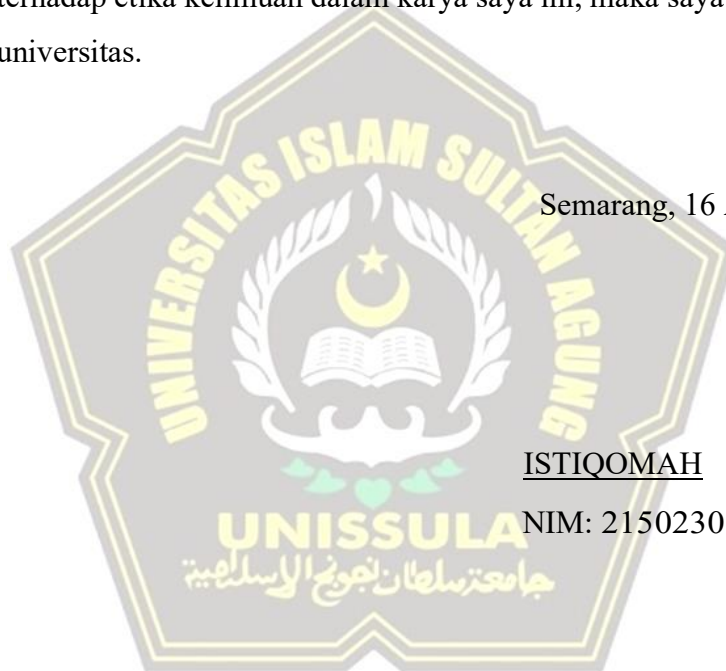 terhadap etika keilmuan dalam karya saya ini, maka saya
universitas.
UNIVERSITAS ISLAM SULTAN AGUNG
Semarang, 16
ISTIQOMAH
NIM: 2150230
UNISSULA
جامعة سلطان أجونج الإسلامية